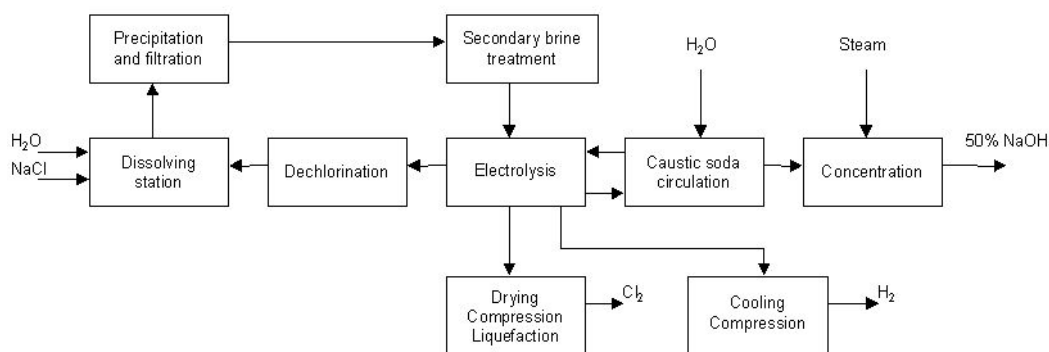 Precipitation
and filtration
Secondary brine
treatment
H₂O
Steam
H₂O
NaCl
Dissolving
station
Dechlorination
Electrolysis
Caustic soda
circulation
Concentration
50% NaOH
Drying
Compression
Liquefaction
Cl₂
Cooling
Compression
H₂